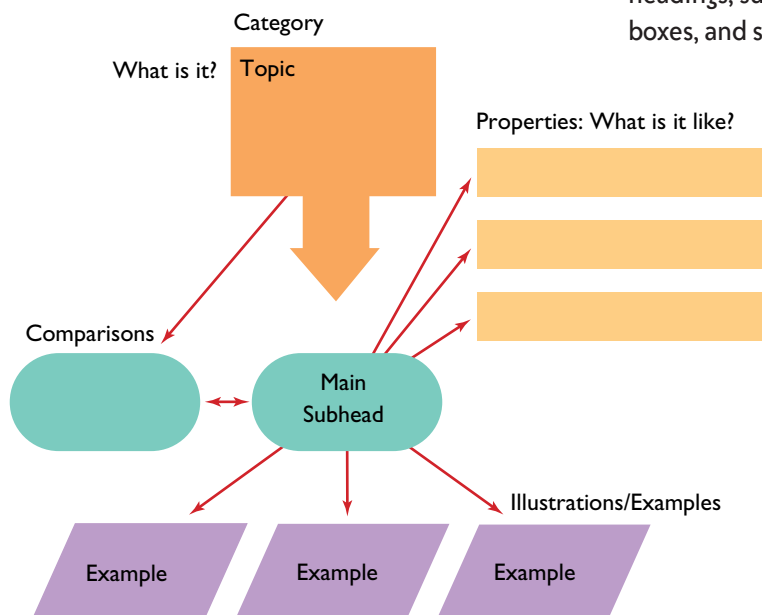 boxes, and s
Category
What is it?
Topic
Properties: What is it like?
Comparisons
Main
Subhead
Illustrations/Examples
Example
Example
Example